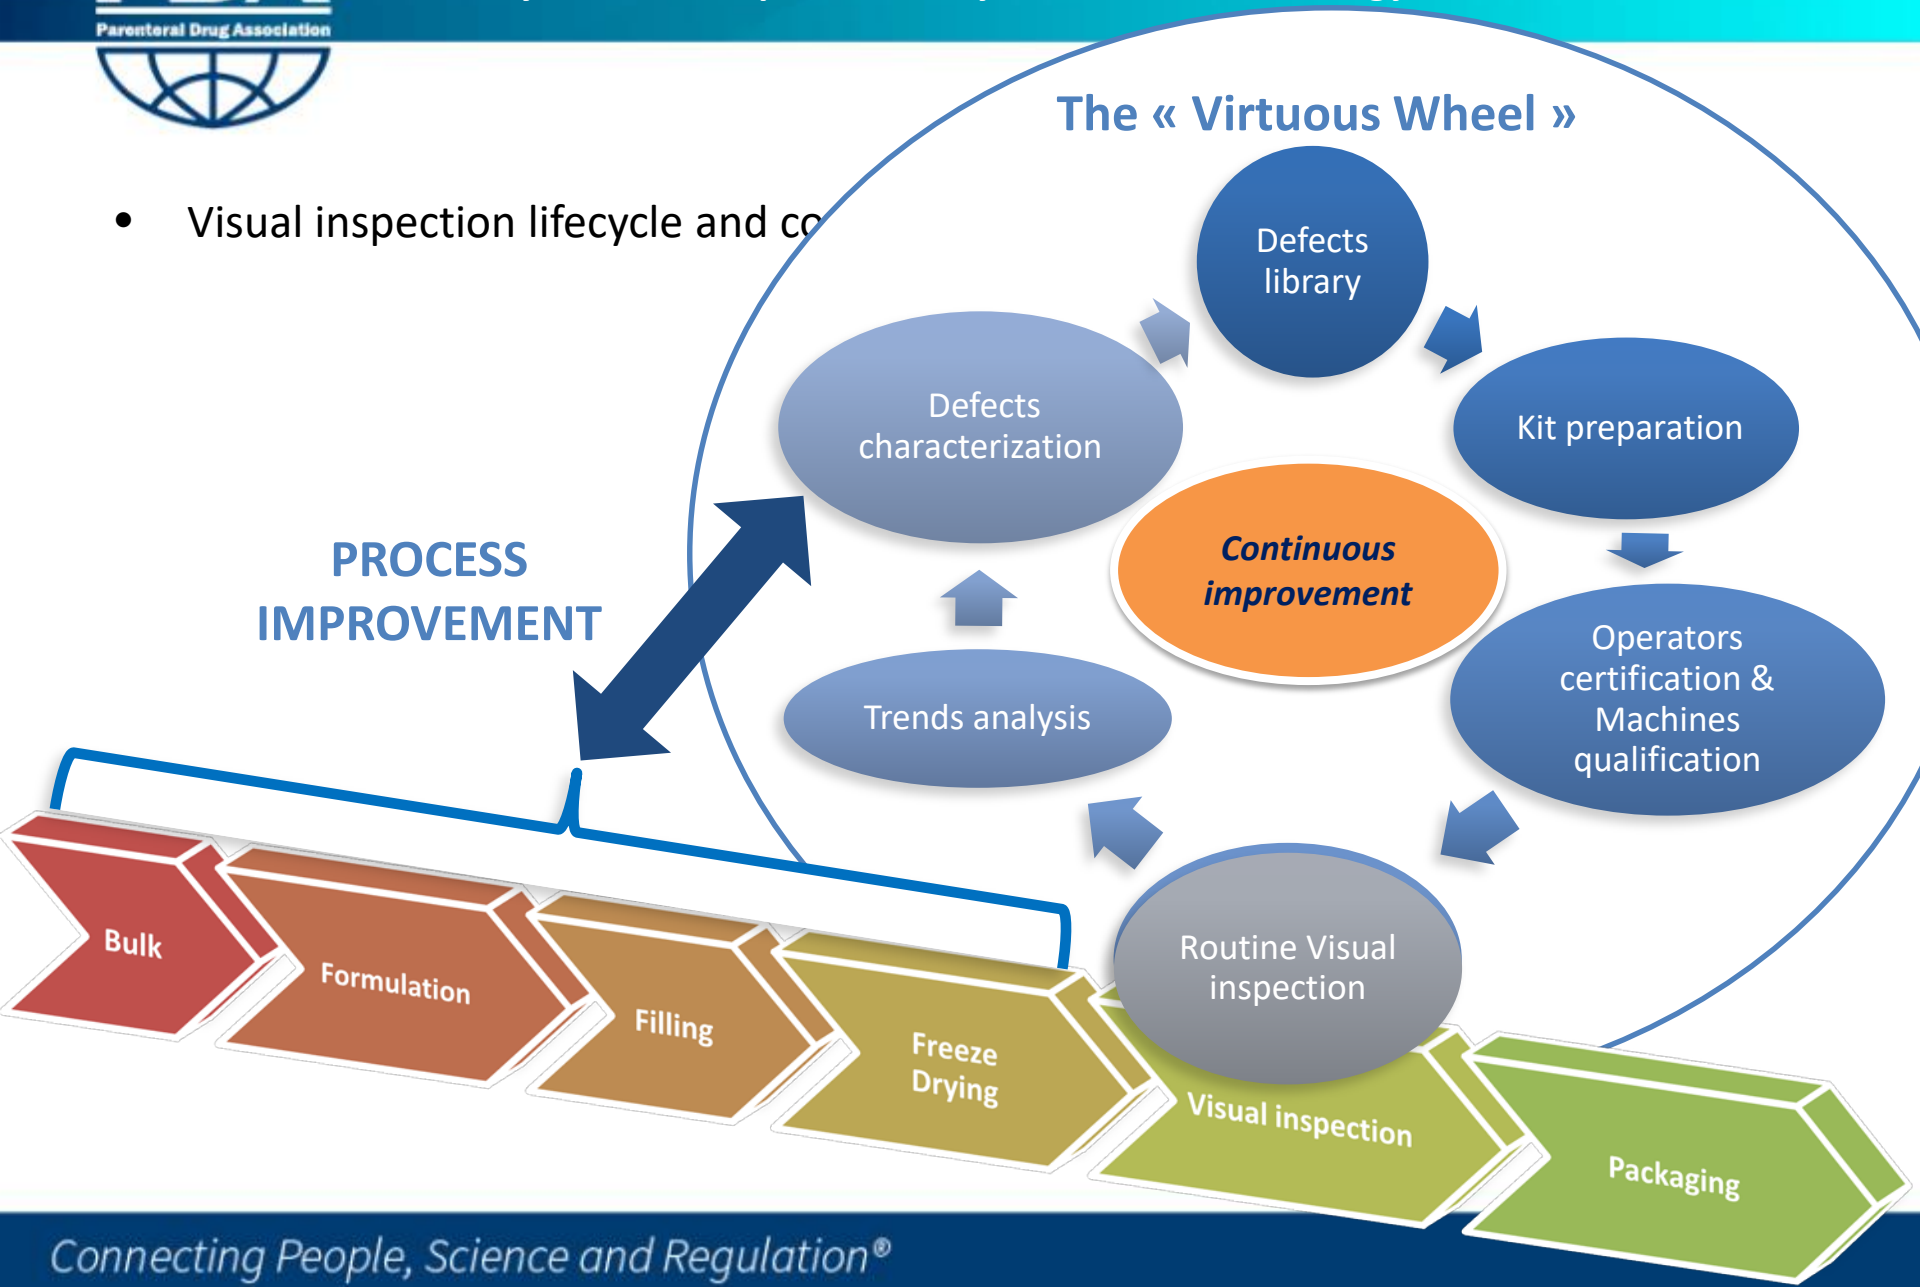 Parenteral Drug Association
The « Virtuous Wheel »
• Visual inspection lifecycle and co
Defects
library
Defects
characterization
Kit preparation
Continuous
improvement
PROCESS
IMPROVEMENT
Operators
certification &
Machines
qualification
Trends analysis
Routine Visual
inspection
Bulk
Formulation
Filling
Freeze
Drying
Visual inspection
Packaging
Connecting People, Science and Regulation®